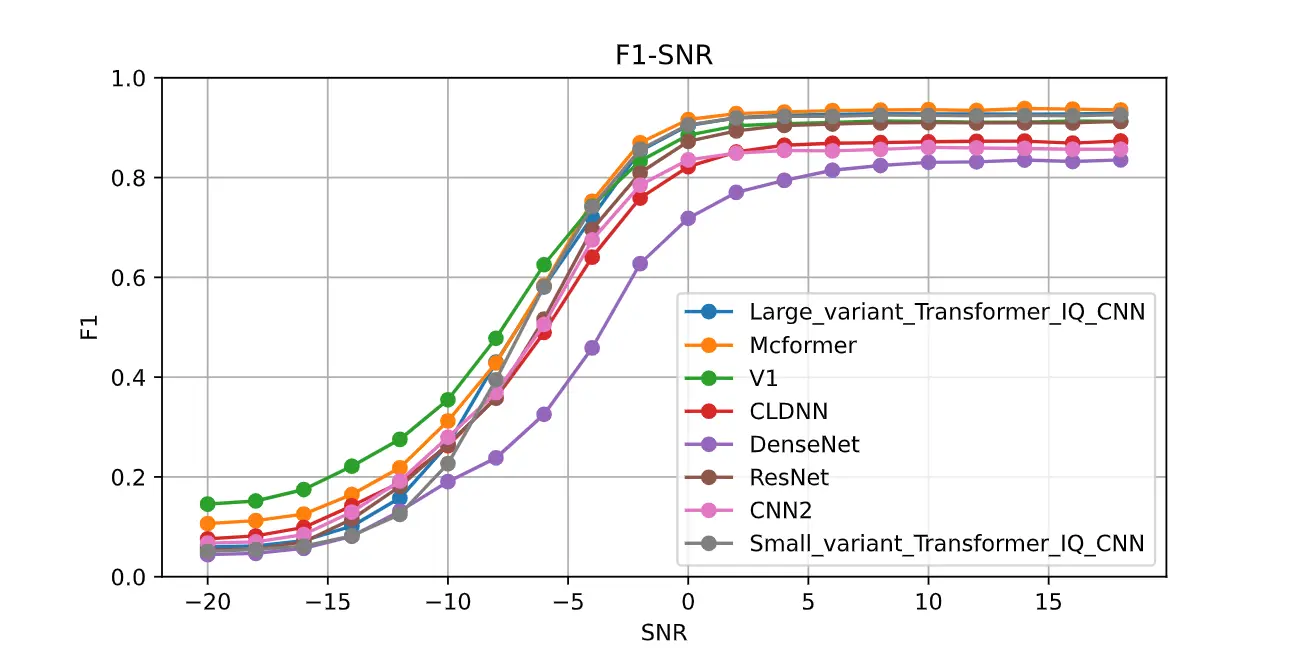 F1-SNR
1.0
0.8
0.6
0.4
0.2
0.0
F1
−20 −15 −10 −5 0 5 10 15
SNR
Large_variant_Transformer_IQ_CNN
Mcformer
V1
CLDNN
DenseNet
ResNet
CNN2
Small_variant_Transformer_IQ_CNN